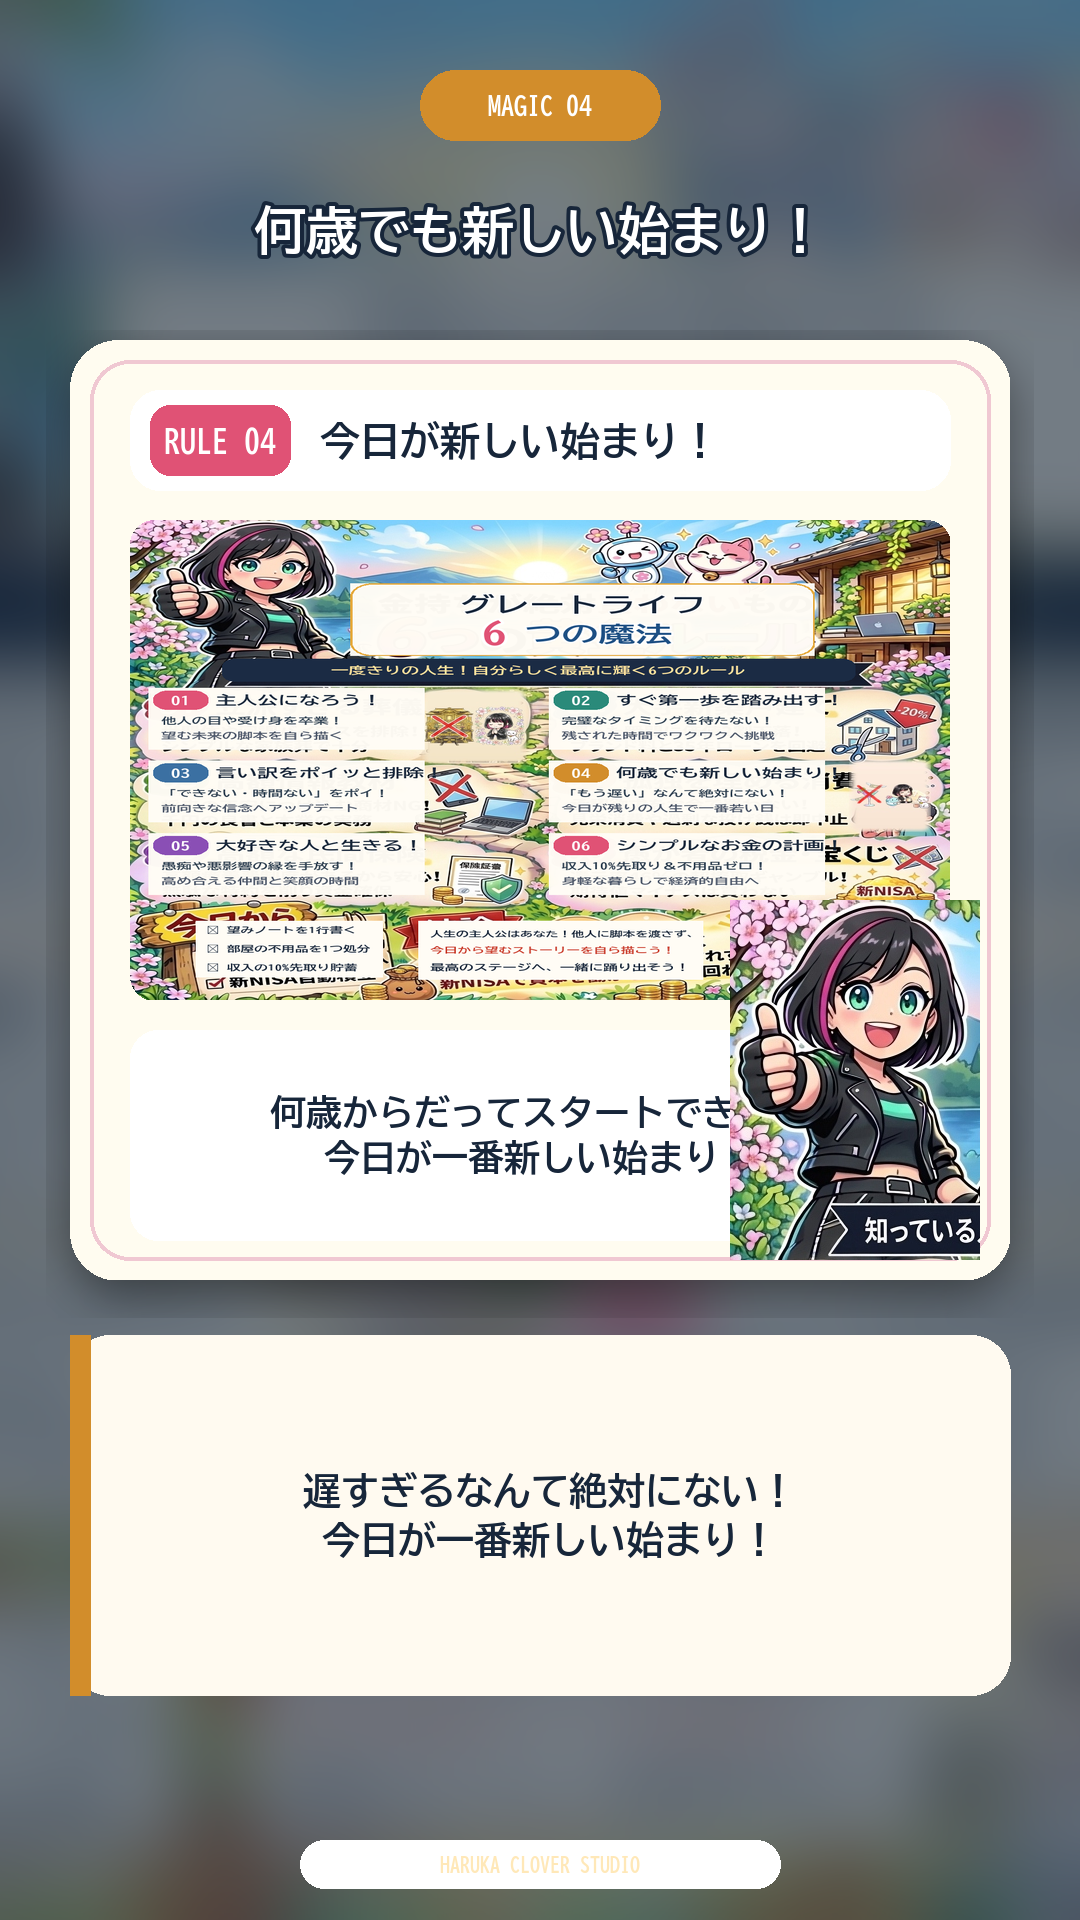 MAGIC 04
何歳でも新しい始まり！
RULE 04
今日が新しい始まり！
グレートライフ
6 つの魔法
一度きりの人生！自分らしく最高に輝く6つのルール
01 主人公になろう！
他人の目や受け身を卒業！
望む未来の脚本を自ら描く
02 すぐ第一歩を踏み出す！
完璧なタイミングを待たない！
残された時間でワクワクへ挑戦
-20%
03 言い訳をポイッと排除！
「できない・時間ない」をポイ！
前向きな信念へアップデート
04 何歳でも新しい始まり！
「もう遅い」なんて絶対にない！
今日が残りの人生で一番若い日
05 大好きな人と生きる！
愚痴や悪影響の縁を手放す！
高め合える仲間と笑顔の時間
保険証書
06 シンプルなお金の計画！
収入10%先取り＆不用品ゼロ！
身軽な暮らしで経済的自由へ
宝くじ
新NISA
今日から
☒ 望みノートを1行書く
☒ 部屋の不用品を1つ処分
☒ 収入の10%先取り貯蓄
人生の主人公はあなた！他人に脚本を渡さず、
今日から望むストーリーを自ら描こう！
最高のステージへ、一緒に踊り出そう！
何歳からだってスタートでき
今日が一番新しい始まり
知っている
遅すぎるなんて絶対にない！
今日が一番新しい始まり！
HARUKA CLOVER STUDIO